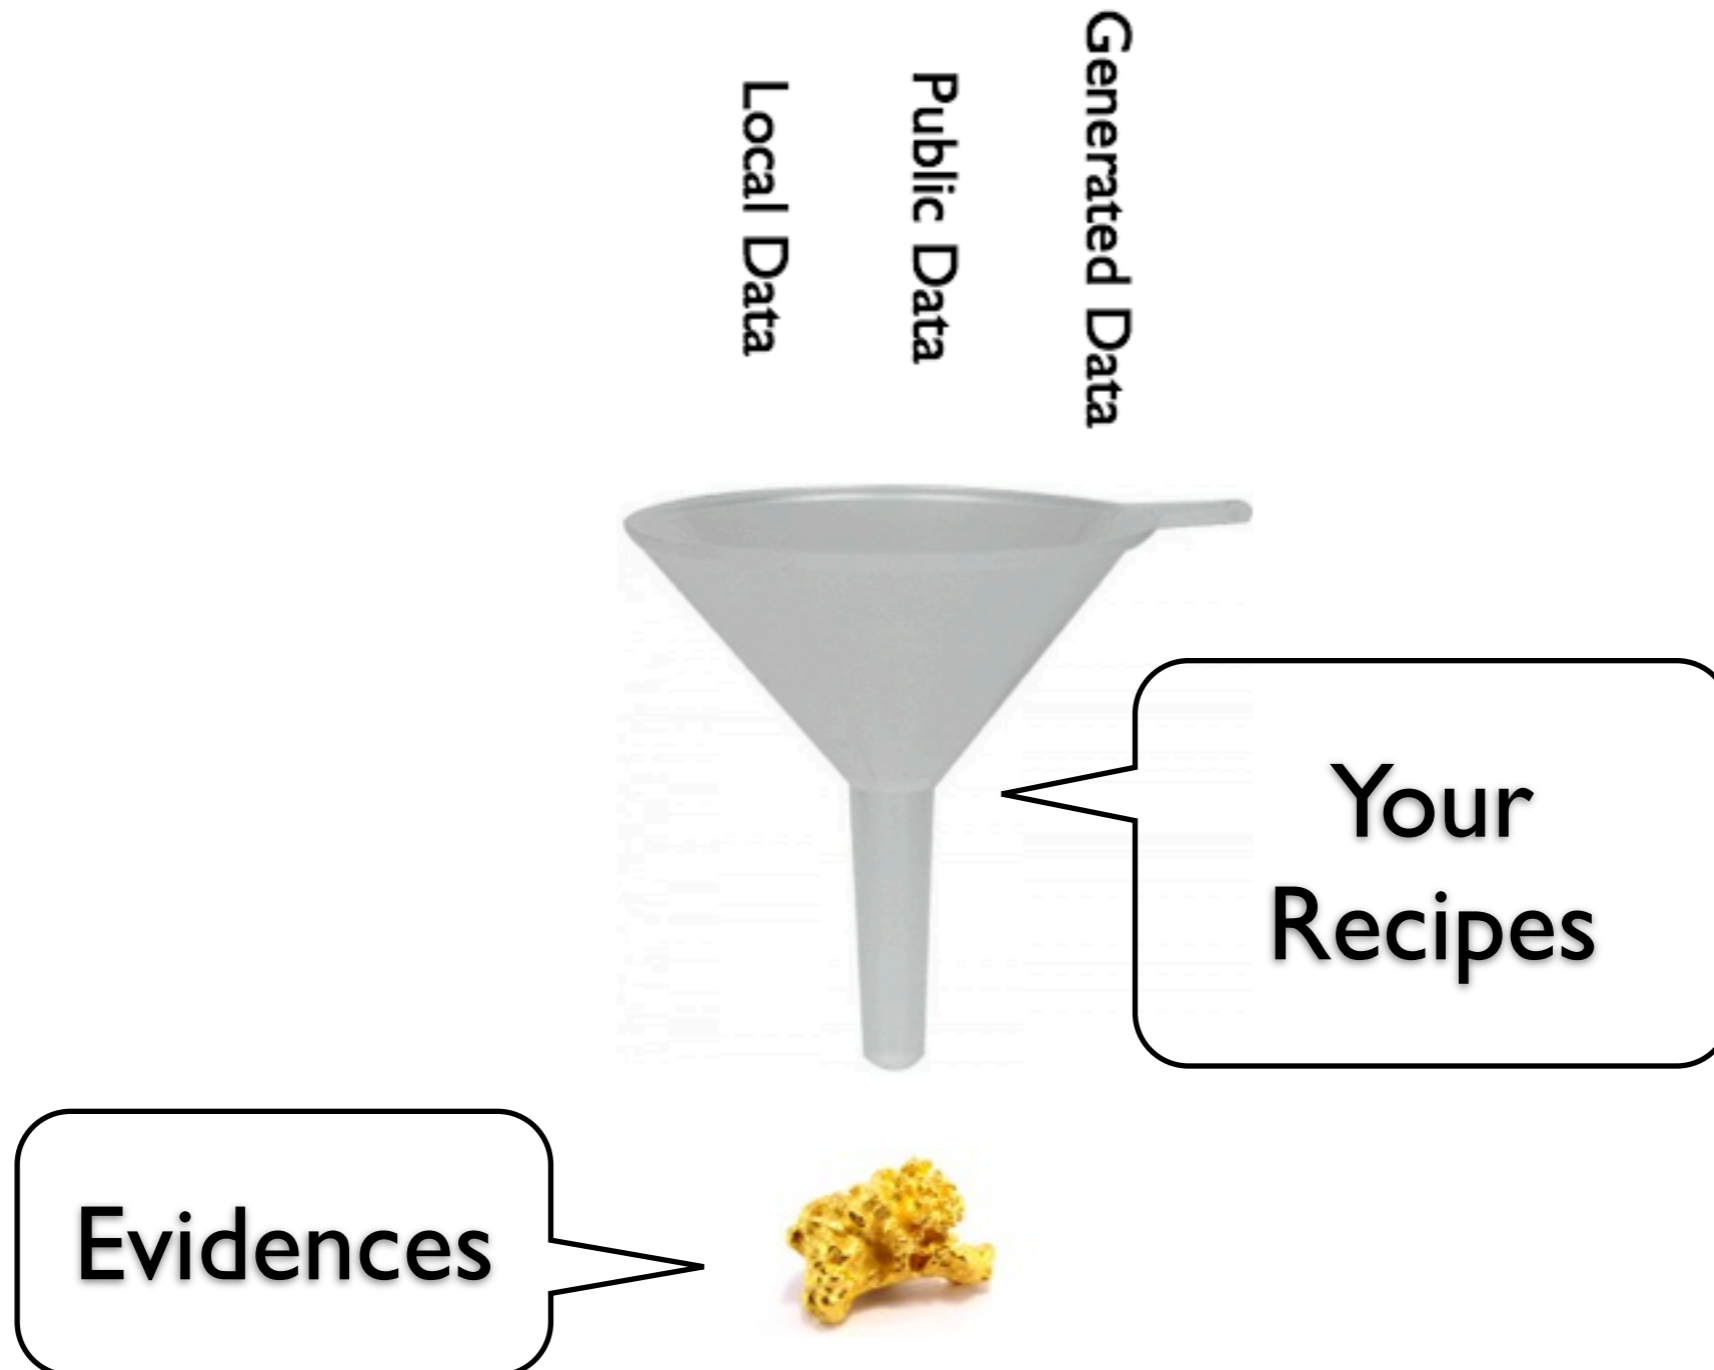 Local Data
Public Data
Generated Data
Your
Recipes
Evidences